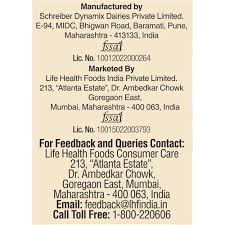 Manufactured by
Schreiber Dynamix Dairies Private Limited.
E-94, MIDC, Bhigwan Road, Baramati, Pune,
Maharashtra - 413133, India
fssai
Lic. No. 10012022000264
Marketed By
Life Health Foods India Private Limited.
213, “Atlanta Estate”, Dr. Ambedkar Chowk
Goregaon East,
Mumbai, Maharashtra - 400 063, India
fssai
Lic. No. 10015022003793
For Feedback and Queries Contact:
Life Health Foods Consumer Care
213, “Atlanta Estate”,
Dr. Ambedkar Chowk,
Goregaon East, Mumbai,
Maharashtra - 400 063, India
Email: feedback@lhfindia.in
Call Toll Free: 1-800-220606